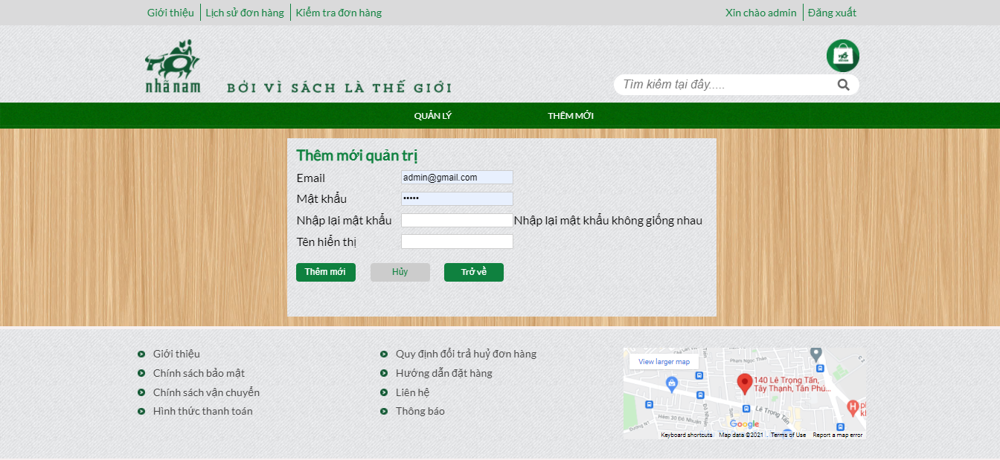 Giới thiệu Lịch sử đơn hàng Kiểm tra đơn hàng Xin chào admin Đăng xuất
nhã nam BỞI VÌ SÁCH LÀ THẾ GIỚI
Tìm kiếm tại đây.....
QUẢN LÝ THÊM MỚI
Thêm mới quản trị
Email admin@gmail.com
Mật khẩu •••••
Nhập lại mật khẩu Nhập lại mật khẩu không giống nhau
Tên hiển thị
Thêm mới Hủy Trở về
Giới thiệu
Chính sách bảo mật
Chính sách vận chuyển
Hình thức thanh toán
Quy định đổi trả huỷ đơn hàng
Hướng dẫn đặt hàng
Liên hệ
Thông báo
View larger map
Phạm Ngọc Thảo
140 Lê Trọng Tấn,
Tây Thạnh, Tân Phú...
Lê Trọng Tấn
Hẻm 30 Đỗ Nhuận
Đỗ Nhuận
Đường N1
Google
Keyboard shortcuts Map data ©2021 Terms of Use Report a map error